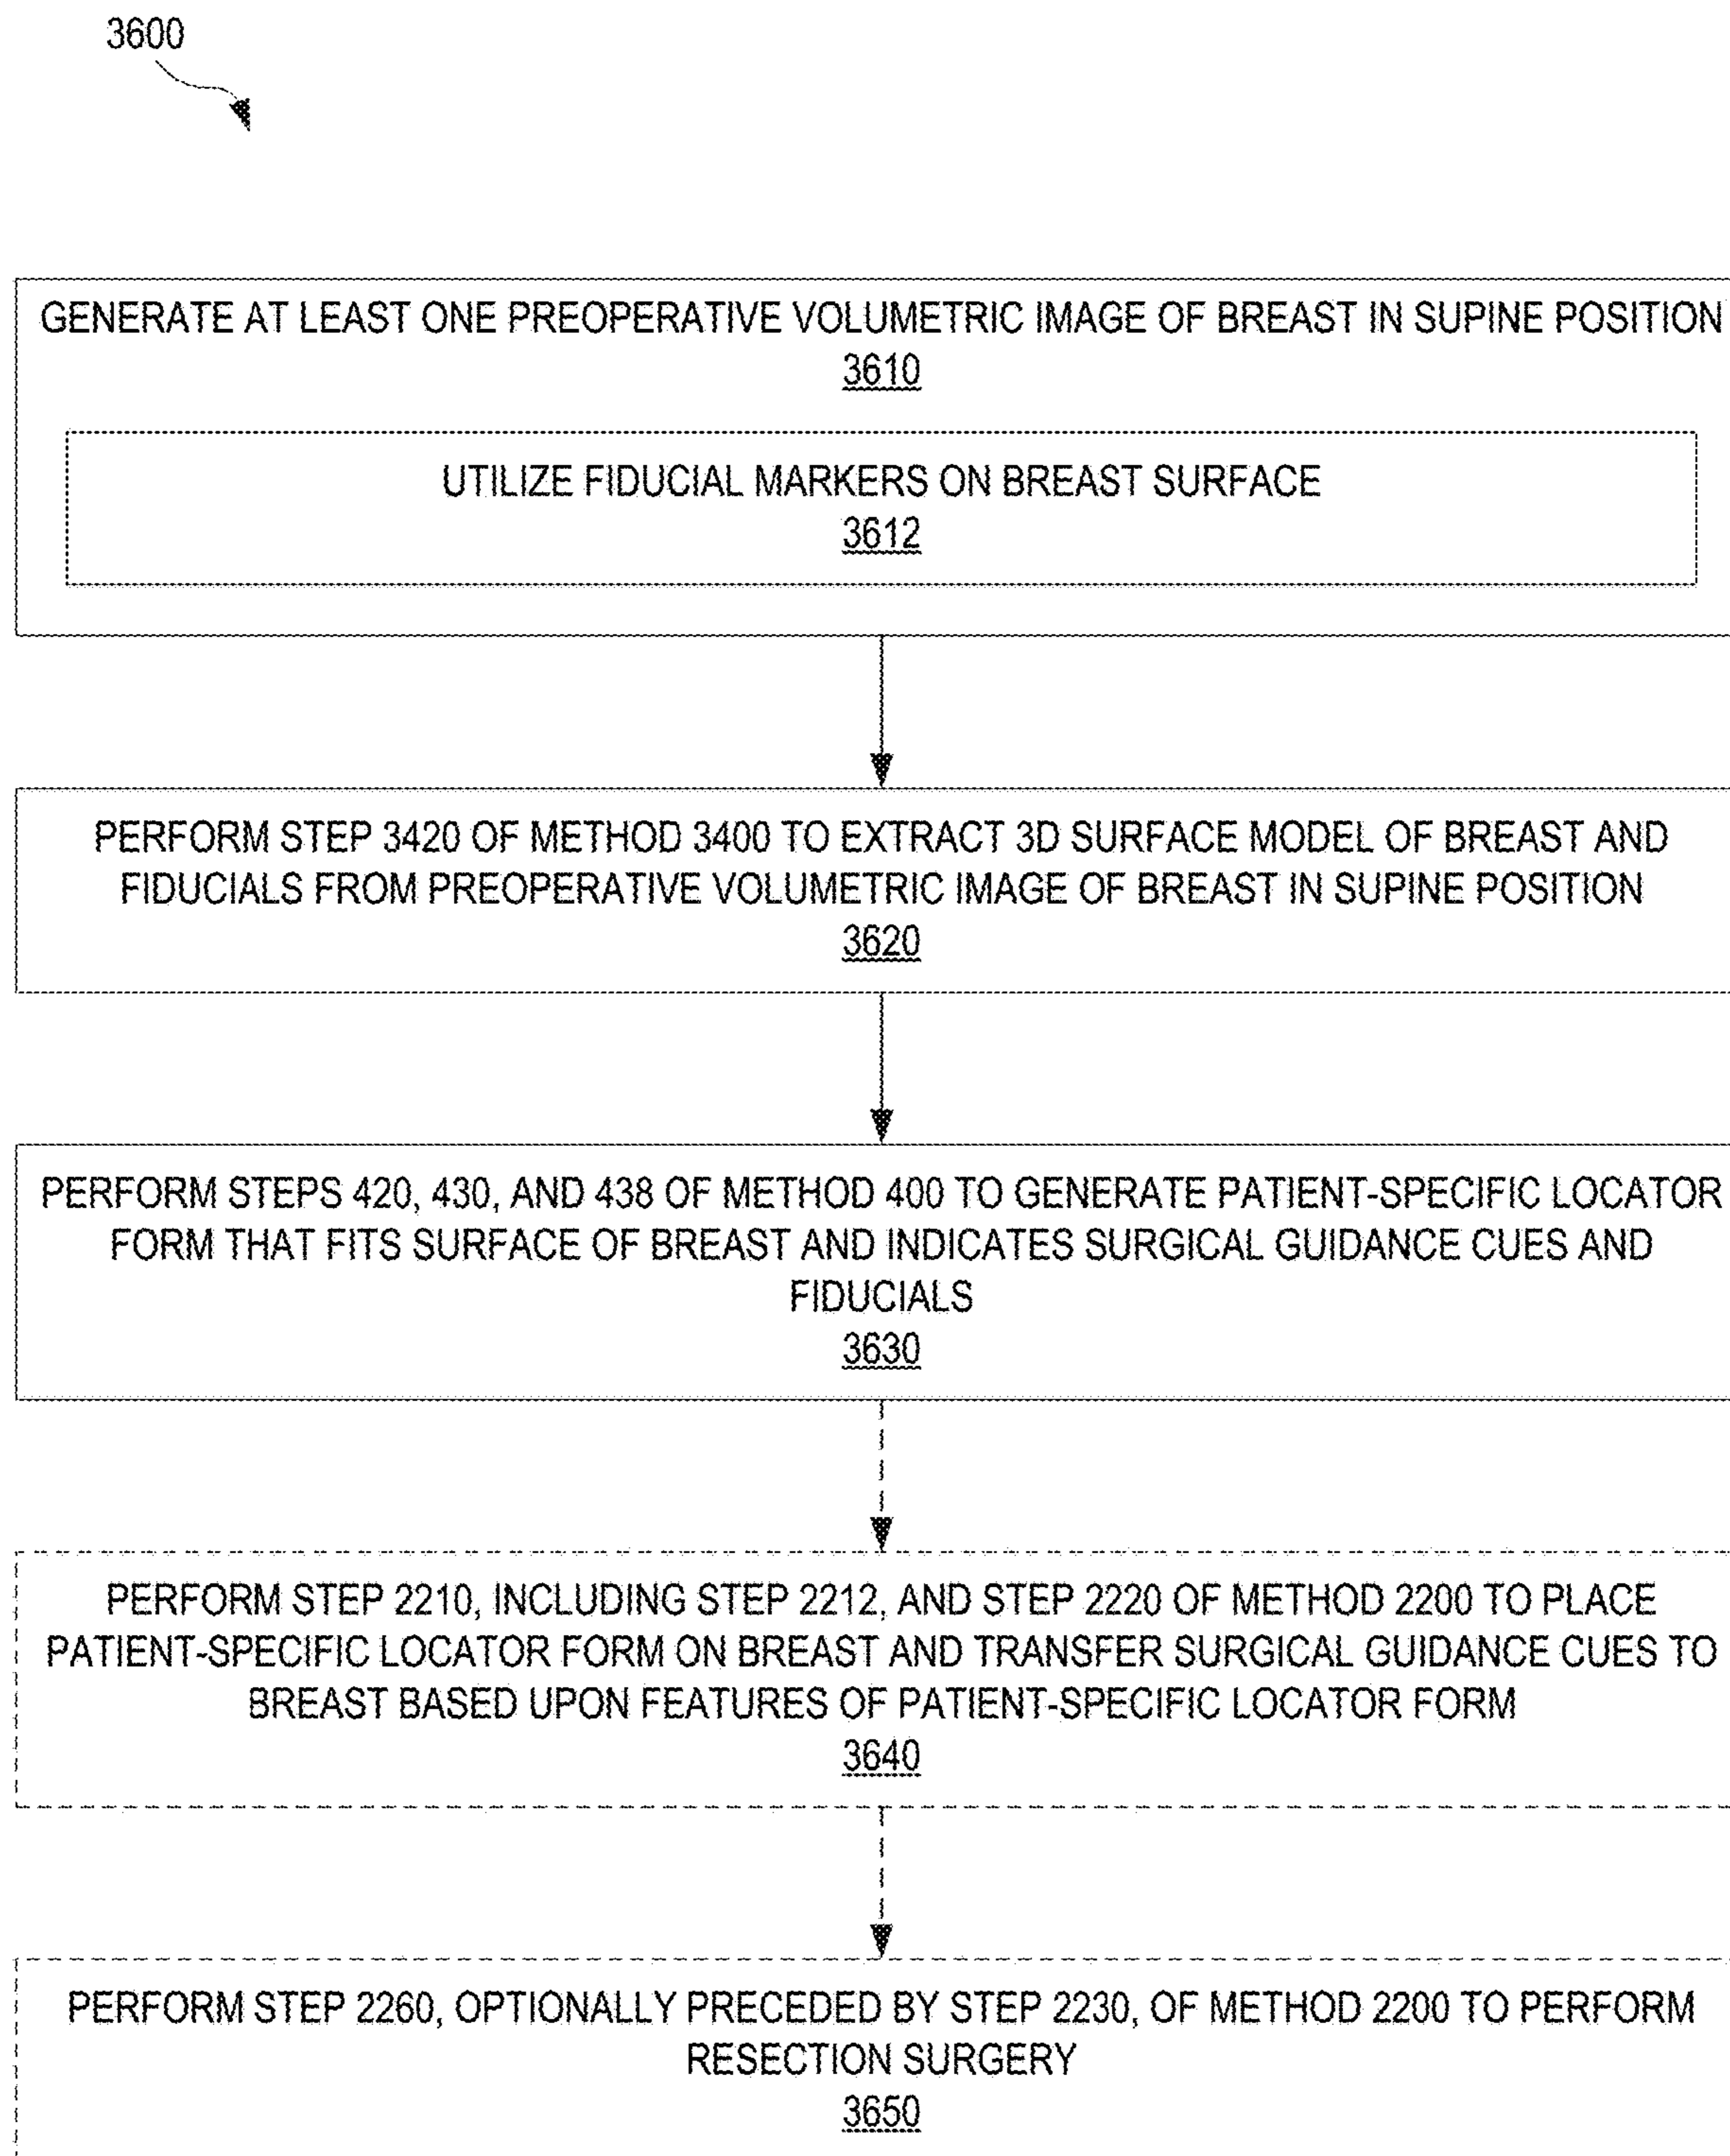 3600
GENERATE AT LEAST ONE PREOPERATIVE VOLUMETRIC IMAGE OF BREAST IN SUPINE POSITION
3610
UTILIZE FIDUCIAL MARKERS ON BREAST SURFACE
3612
PERFORM STEP 3420 OF METHOD 3400 TO EXTRACT 3D SURFACE MODEL OF BREAST AND
FIDUCIALS FROM PREOPERATIVE VOLUMETRIC IMAGE OF BREAST IN SUPINE POSITION
3620
PERFORM STEPS 420, 430, AND 438 OF METHOD 400 TO GENERATE PATIENT-SPECIFIC LOCATOR
FORM THAT FITS SURFACE OF BREAST AND INDICATES SURGICAL GUIDANCE CUES AND
FIDUCIALS
3630
PERFORM STEP 2210, INCLUDING STEP 2212, AND STEP 2220 OF METHOD 2200 TO PLACE
PATIENT-SPECIFIC LOCATOR FORM ON BREAST AND TRANSFER SURGICAL GUIDANCE CUES TO
BREAST BASED UPON FEATURES OF PATIENT-SPECIFIC LOCATOR FORM
3640
PERFORM STEP 2260, OPTIONALLY PRECEDED BY STEP 2230, OF METHOD 2200 TO PERFORM
RESECTION SURGERY
3650